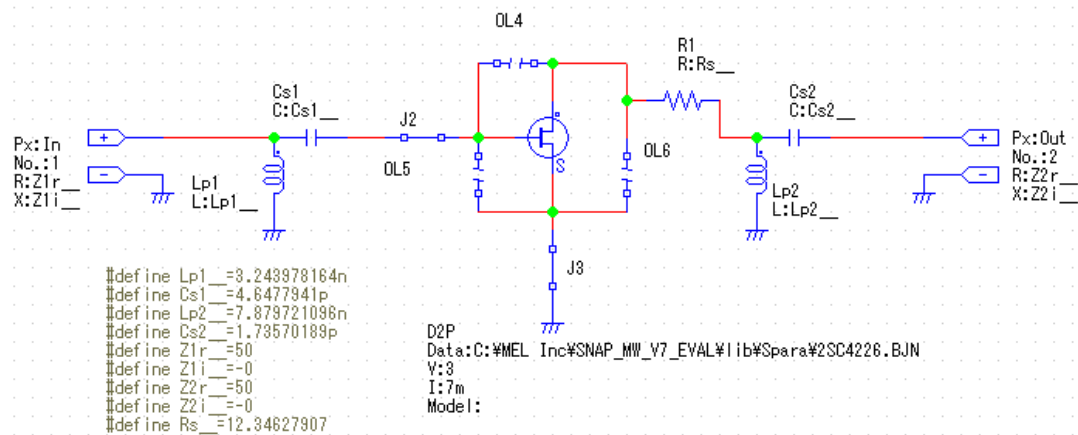 OL4
R1
R:Rs__
Cs1
C:Cs1__
J2
Cs2
C:Cs2__
Px:In
No.:1
R:Z1r__
X:Z1i__
+
-
Lp1
L:Lp1__
OL5
S
OL6
Lp2
L:Lp2__
+
-
Px:Out
No.:2
R:Z2r__
X:Z2i__
J3
#define Lp1__=3.243978164n
#define Cs1__=4.6477941p
#define Lp2__=7.879721096n
#define Cs2__=1.73570189p
#define Z1r__=50
#define Z1i__=-0
#define Z2r__=50
#define Z2i__=-0
#define Rs__=12.34627907
D2P
Data:C:¥MEL Inc¥SNAP_MW_V7_EVAL¥lib¥Spara¥2SC4226.BJN
V:3
I:7m
Model: